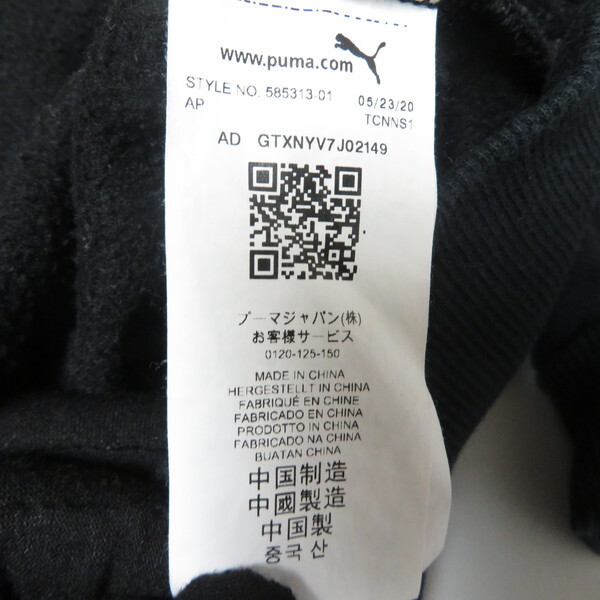 www.puma.com
STYLE NO. 585313-01 05/23/20
AP TCNNS1
AD GTXNYV7J02149
プーマジャパン(株)
お客様サービス
0120-125-150
MADE IN CHINA
HERGESTELLT IN CHINA
FABRIQUÉ EN CHINE
FABRICADO EN CHINA
PRODOTTO IN CHINA
FABRICADO NA CHINA
BUATAN CHINA
中国制造
中國製造
中国製
중국 산